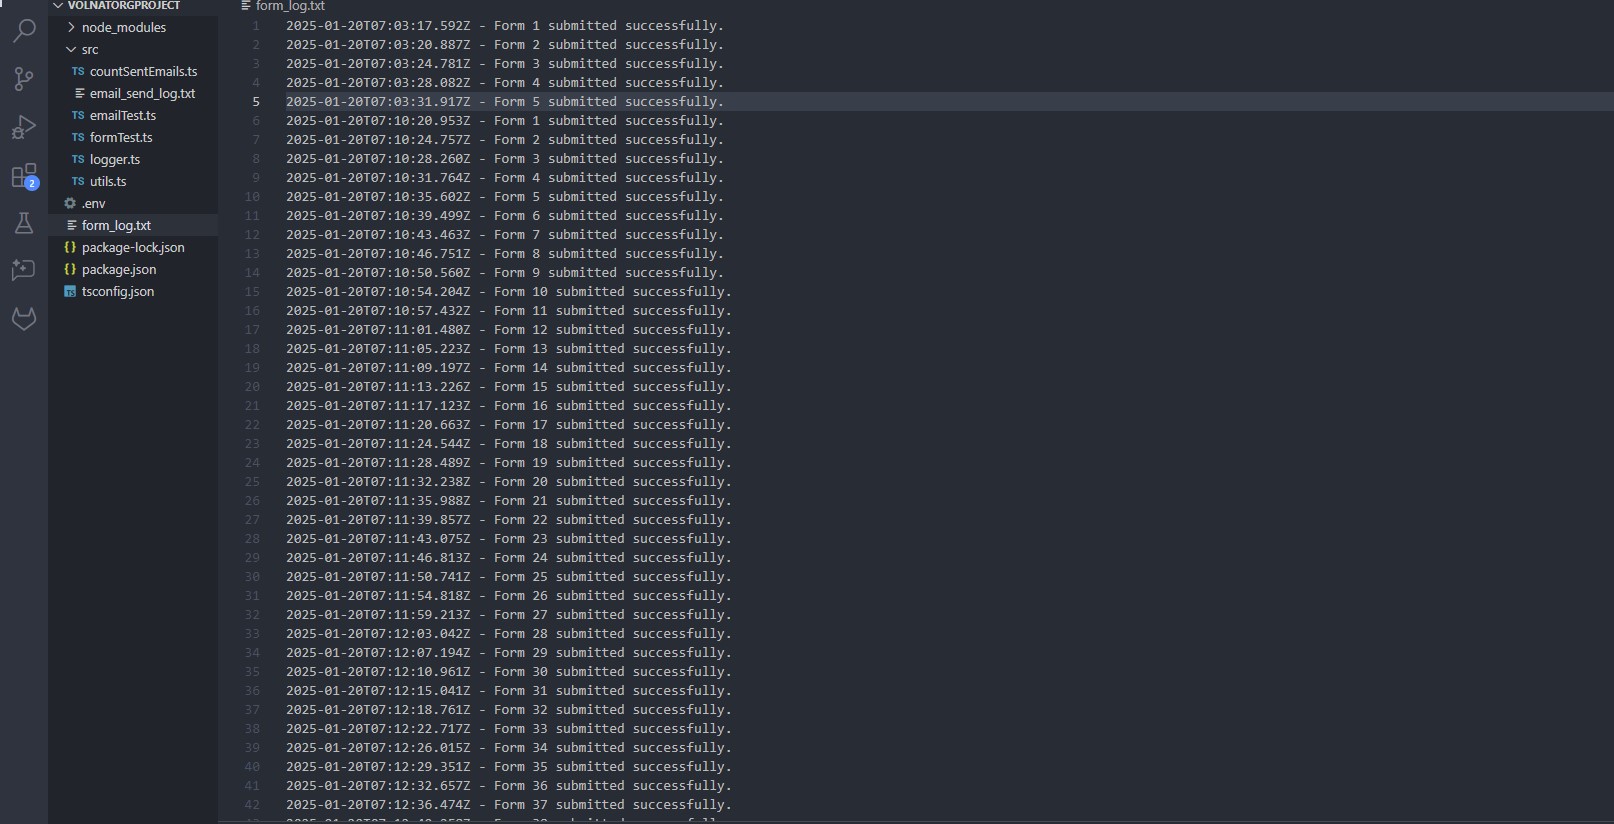 VOLNATORGPROJECT
node_modules
src
TS countSentEmails.ts
email_send_log.txt
TS emailTest.ts
TS formTest.ts
TS logger.ts
TS utils.ts
.env
form_log.txt
{} package-lock.json
{} package.json
TS tsconfig.json
2
form_log.txt
1 2025-01-20T07:03:17.592Z - Form 1 submitted successfully.
2 2025-01-20T07:03:20.887Z - Form 2 submitted successfully.
3 2025-01-20T07:03:24.781Z - Form 3 submitted successfully.
4 2025-01-20T07:03:28.082Z - Form 4 submitted successfully.
5 2025-01-20T07:03:31.917Z - Form 5 submitted successfully.
6 2025-01-20T07:10:20.953Z - Form 1 submitted successfully.
7 2025-01-20T07:10:24.757Z - Form 2 submitted successfully.
8 2025-01-20T07:10:28.260Z - Form 3 submitted successfully.
9 2025-01-20T07:10:31.764Z - Form 4 submitted successfully.
10 2025-01-20T07:10:35.602Z - Form 5 submitted successfully.
11 2025-01-20T07:10:39.499Z - Form 6 submitted successfully.
12 2025-01-20T07:10:43.463Z - Form 7 submitted successfully.
13 2025-01-20T07:10:46.751Z - Form 8 submitted successfully.
14 2025-01-20T07:10:50.560Z - Form 9 submitted successfully.
15 2025-01-20T07:10:54.204Z - Form 10 submitted successfully.
16 2025-01-20T07:10:57.432Z - Form 11 submitted successfully.
17 2025-01-20T07:11:01.480Z - Form 12 submitted successfully.
18 2025-01-20T07:11:05.223Z - Form 13 submitted successfully.
19 2025-01-20T07:11:09.197Z - Form 14 submitted successfully.
20 2025-01-20T07:11:13.226Z - Form 15 submitted successfully.
21 2025-01-20T07:11:17.123Z - Form 16 submitted successfully.
22 2025-01-20T07:11:20.663Z - Form 17 submitted successfully.
23 2025-01-20T07:11:24.544Z - Form 18 submitted successfully.
24 2025-01-20T07:11:28.489Z - Form 19 submitted successfully.
25 2025-01-20T07:11:32.238Z - Form 20 submitted successfully.
26 2025-01-20T07:11:35.988Z - Form 21 submitted successfully.
27 2025-01-20T07:11:39.857Z - Form 22 submitted successfully.
28 2025-01-20T07:11:43.075Z - Form 23 submitted successfully.
29 2025-01-20T07:11:46.813Z - Form 24 submitted successfully.
30 2025-01-20T07:11:50.741Z - Form 25 submitted successfully.
31 2025-01-20T07:11:54.818Z - Form 26 submitted successfully.
32 2025-01-20T07:11:59.213Z - Form 27 submitted successfully.
33 2025-01-20T07:12:03.042Z - Form 28 submitted successfully.
34 2025-01-20T07:12:07.194Z - Form 29 submitted successfully.
35 2025-01-20T07:12:10.961Z - Form 30 submitted successfully.
36 2025-01-20T07:12:15.041Z - Form 31 submitted successfully.
37 2025-01-20T07:12:18.761Z - Form 32 submitted successfully.
38 2025-01-20T07:12:22.717Z - Form 33 submitted successfully.
39 2025-01-20T07:12:26.015Z - Form 34 submitted successfully.
40 2025-01-20T07:12:29.351Z - Form 35 submitted successfully.
41 2025-01-20T07:12:32.657Z - Form 36 submitted successfully.
42 2025-01-20T07:12:36.474Z - Form 37 submitted successfully.